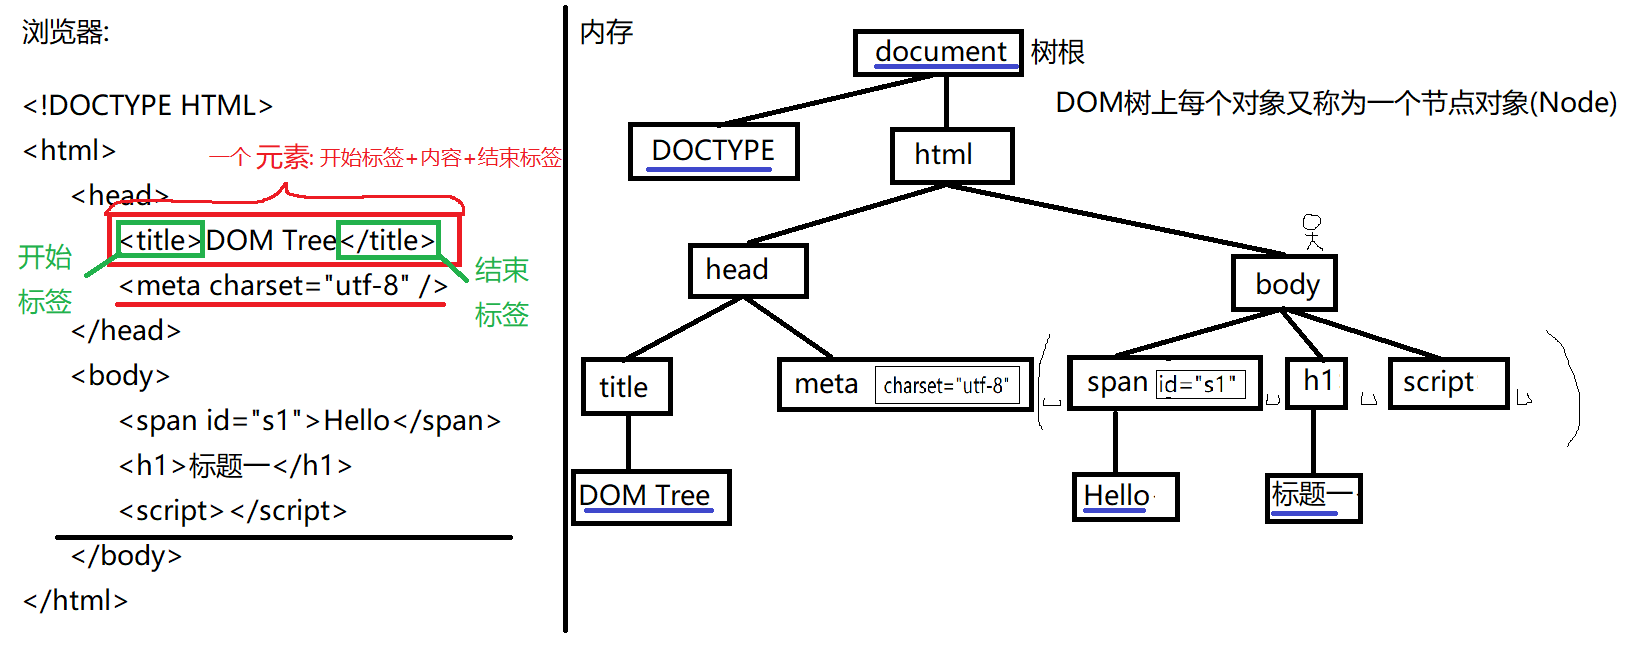 浏览器:
<!DOCTYPE HTML>
<html>
一个 元素: 开始标签+内容+结束标签
<head>
<title>DOM Tree</title>
开始
标签
结束
标签
<meta charset="utf-8" />
</head>
<body>
<span id="s1">Hello</span>
<h1>标题一</h1>
<script></script>
</body>
</html>
内存
document 树根
DOM树上每个对象又称为一个节点对象(Node)
DOCTYPE
html
head
body
title
meta charset="utf-8"
span id="s1"
h1
script
DOM Tree
Hello
标题一